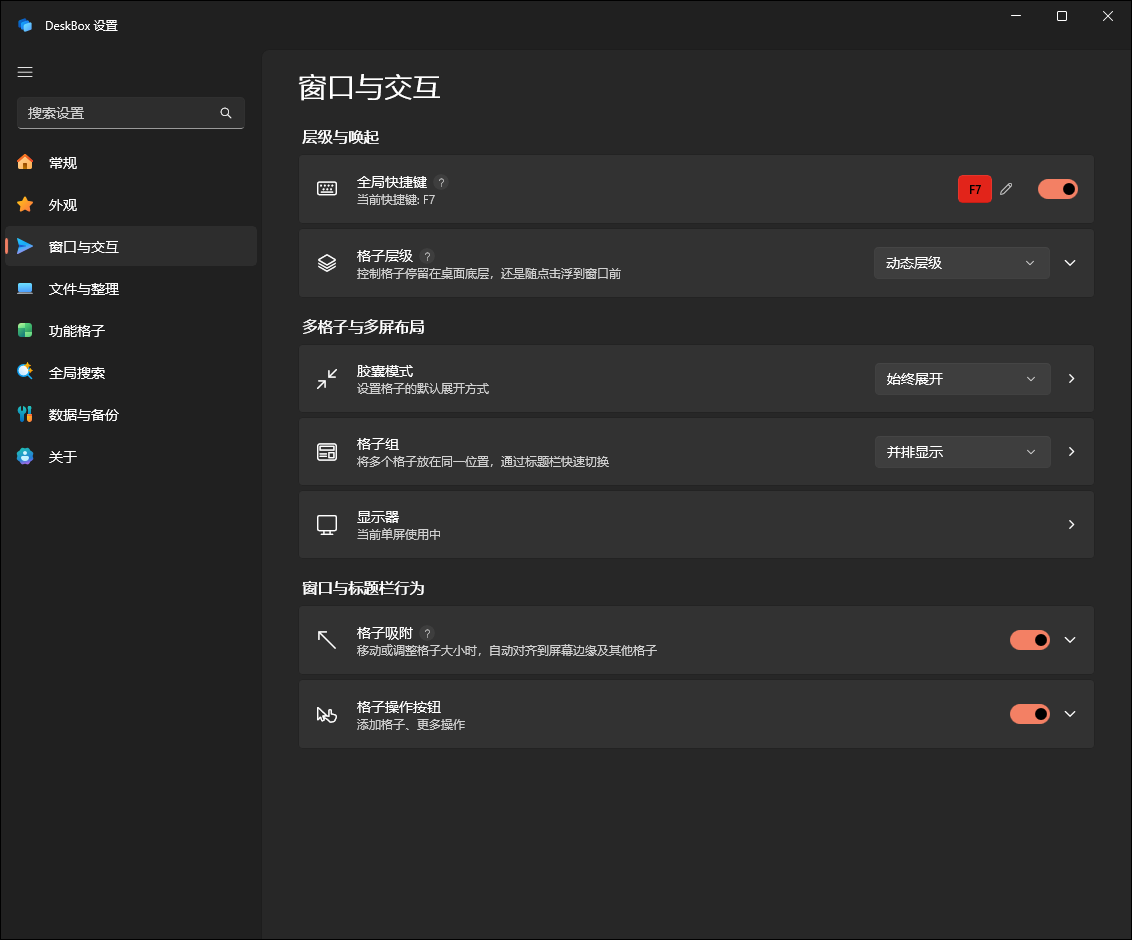 DeskBox 设置
搜索设置
常规
外观
窗口与交互
文件与整理
功能格子
全局搜索
数据与备份
关于
窗口与交互
层级与唤起
全局快捷键 ?
当前快捷键: F7
F7
格子层级 ?
控制格子停留在桌面底层，还是随点击浮到窗口前
动态层级
多格子与多屏布局
胶囊模式
设置格子的默认展开方式
始终展开
格子组
将多个格子放在同一位置，通过标题栏快速切换
并排显示
显示器
当前单屏使用中
窗口与标题栏行为
格子吸附 ?
移动或调整格子大小时，自动对齐到屏幕边缘及其他格子
格子操作按钮
添加格子、更多操作